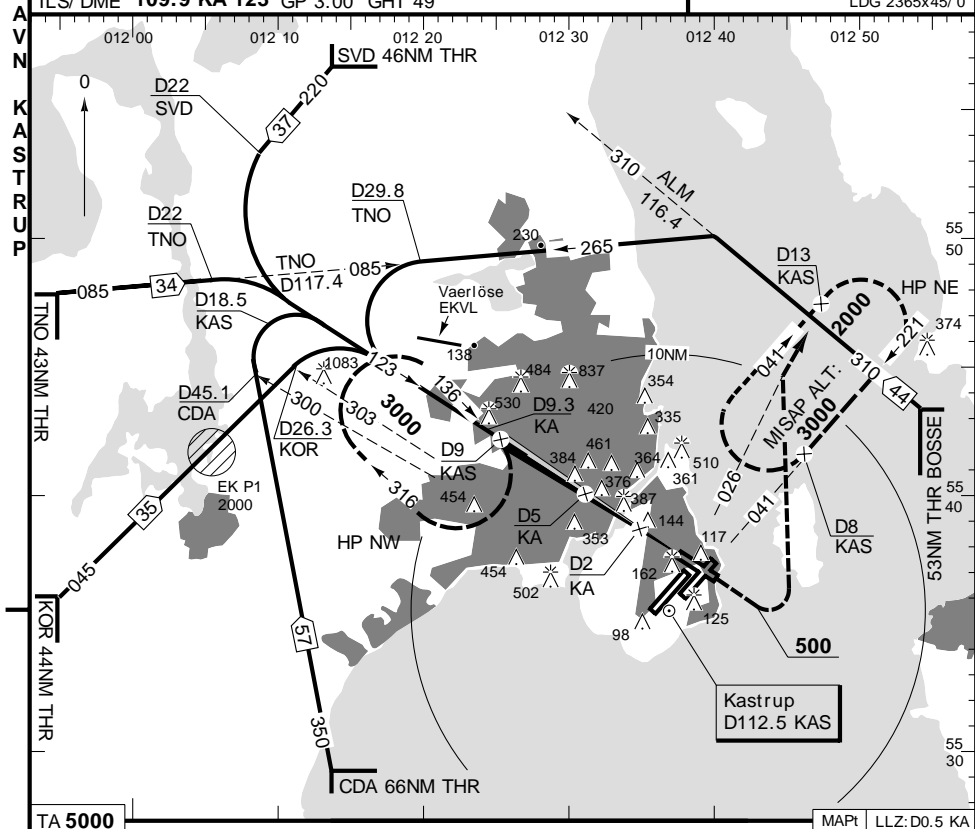 ILS/ DME 109.9 KA 123 GP 3.00 GHT 49
LDG 2365x45/ 0
AVN KASTRUP
012 00
012 10
012 20
012 30
012 40
012 50
SVD 46NM THR
0
D22
SVD
220
37
310
ALM
116.4
D29.8
TNO
D22
TNO
230
265
55
50
TNO
D117.4
085
D13
KAS
HP NE
085
34
D18.5
KAS
Vaerlöse
EKVL
2000
221
374
TNO 43NM THR
138
1083
123
10NM
041
310
44
136
484
837
354
D45.1
CDA
300
303
3000
530
D9.3
KA
420
335
MISAP ALT:
3000
D26.3
KOR
D9
KAS
384
461
364
510
361
EK P1
2000
316
454
376
387
026
041
55
40
53NM THR BOSSE
35
HP NW
D5
KA
353
144
D8
KAS
117
454
D2
KA
162
045
502
KOR 44NM THR
98
125
57
500
Kastrup
D112.5 KAS
350
55
30
CDA 66NM THR
TA 5000
MAPt
LLZ: D0.5 KA